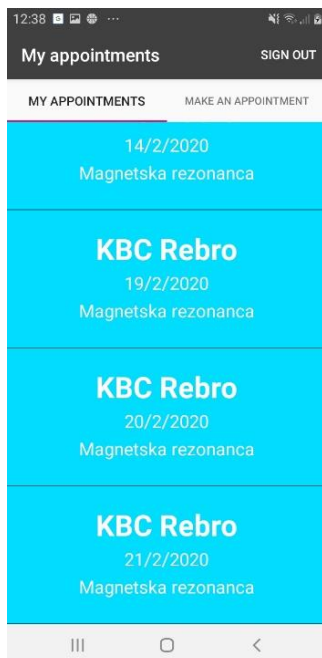 12:38
My appointments
SIGN OUT
MY APPOINTMENTS
MAKE AN APPOINTMENT
14/2/2020
Magnetska rezonanca
KBC Rebro
19/2/2020
Magnetska rezonanca
KBC Rebro
20/2/2020
Magnetska rezonanca
KBC Rebro
21/2/2020
Magnetska rezonanca